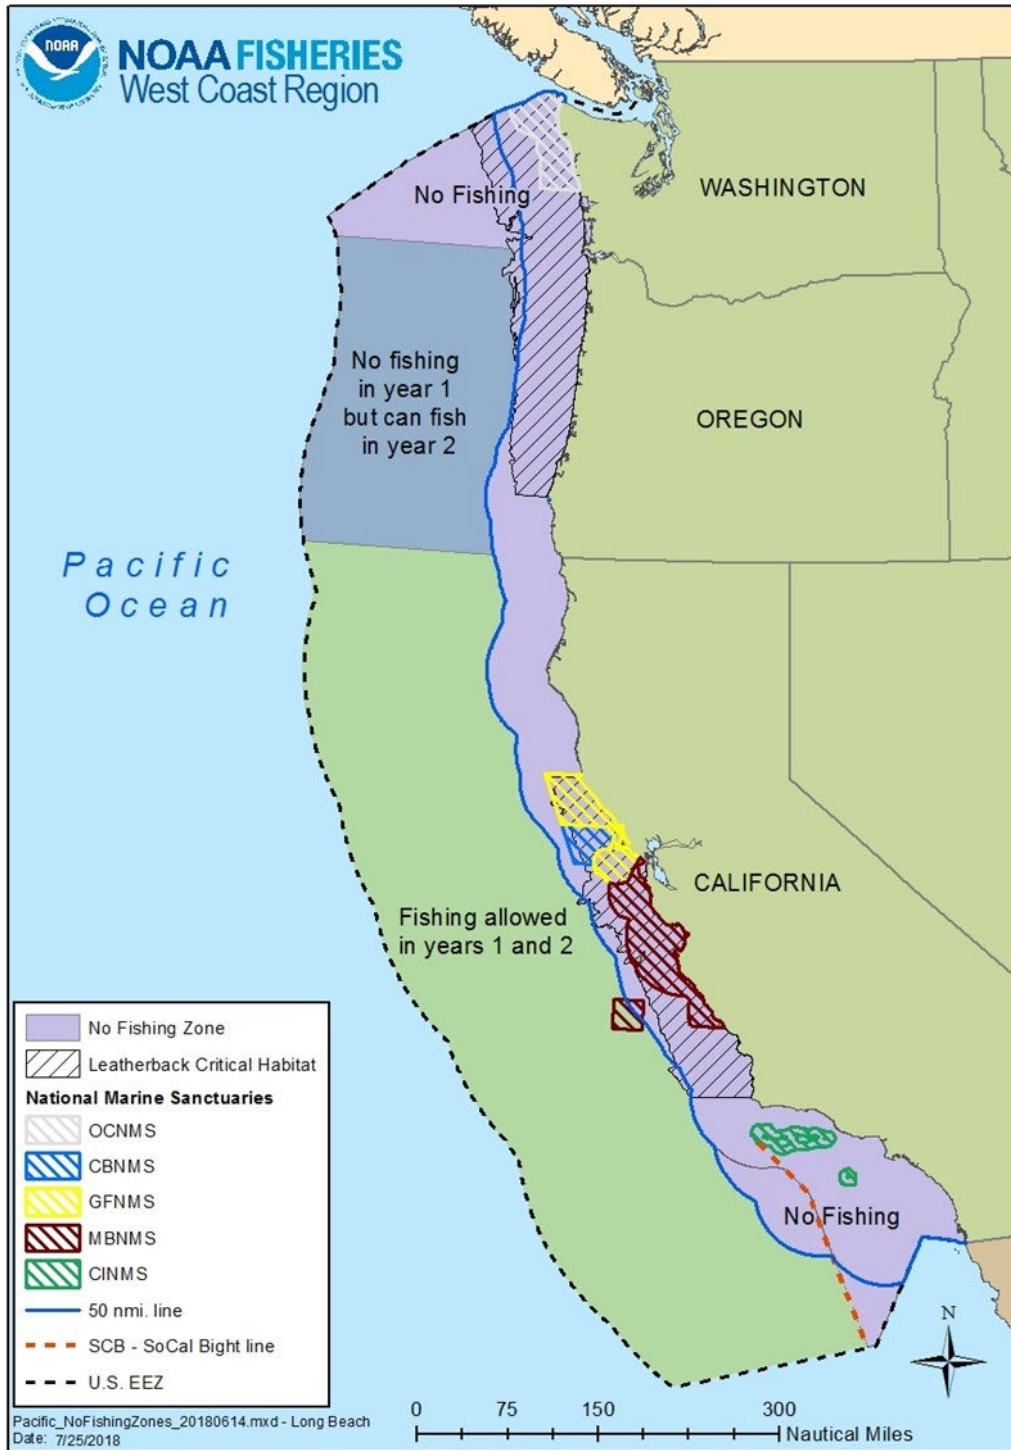 NOAA
NOAA FISHERIES
West Coast Region
No Fishing
WASHINGTON
No fishing
in year 1
but can fish
in year 2
OREGON
Pacific
Ocean
CALIFORNIA
Fishing allowed
in years 1 and 2
No Fishing
No Fishing Zone
Leatherback Critical Habitat
National Marine Sanctuaries
OCNMS
CBNMS
GFNMS
MBNMS
CINMS
50 nmi. line
SCB - SoCal Bight line
U.S. EEZ
N
Pacific_NoFishingZones_20180614.mxd - Long Beach
Date: 7/25/2018
0 75 150 300
Nautical Miles